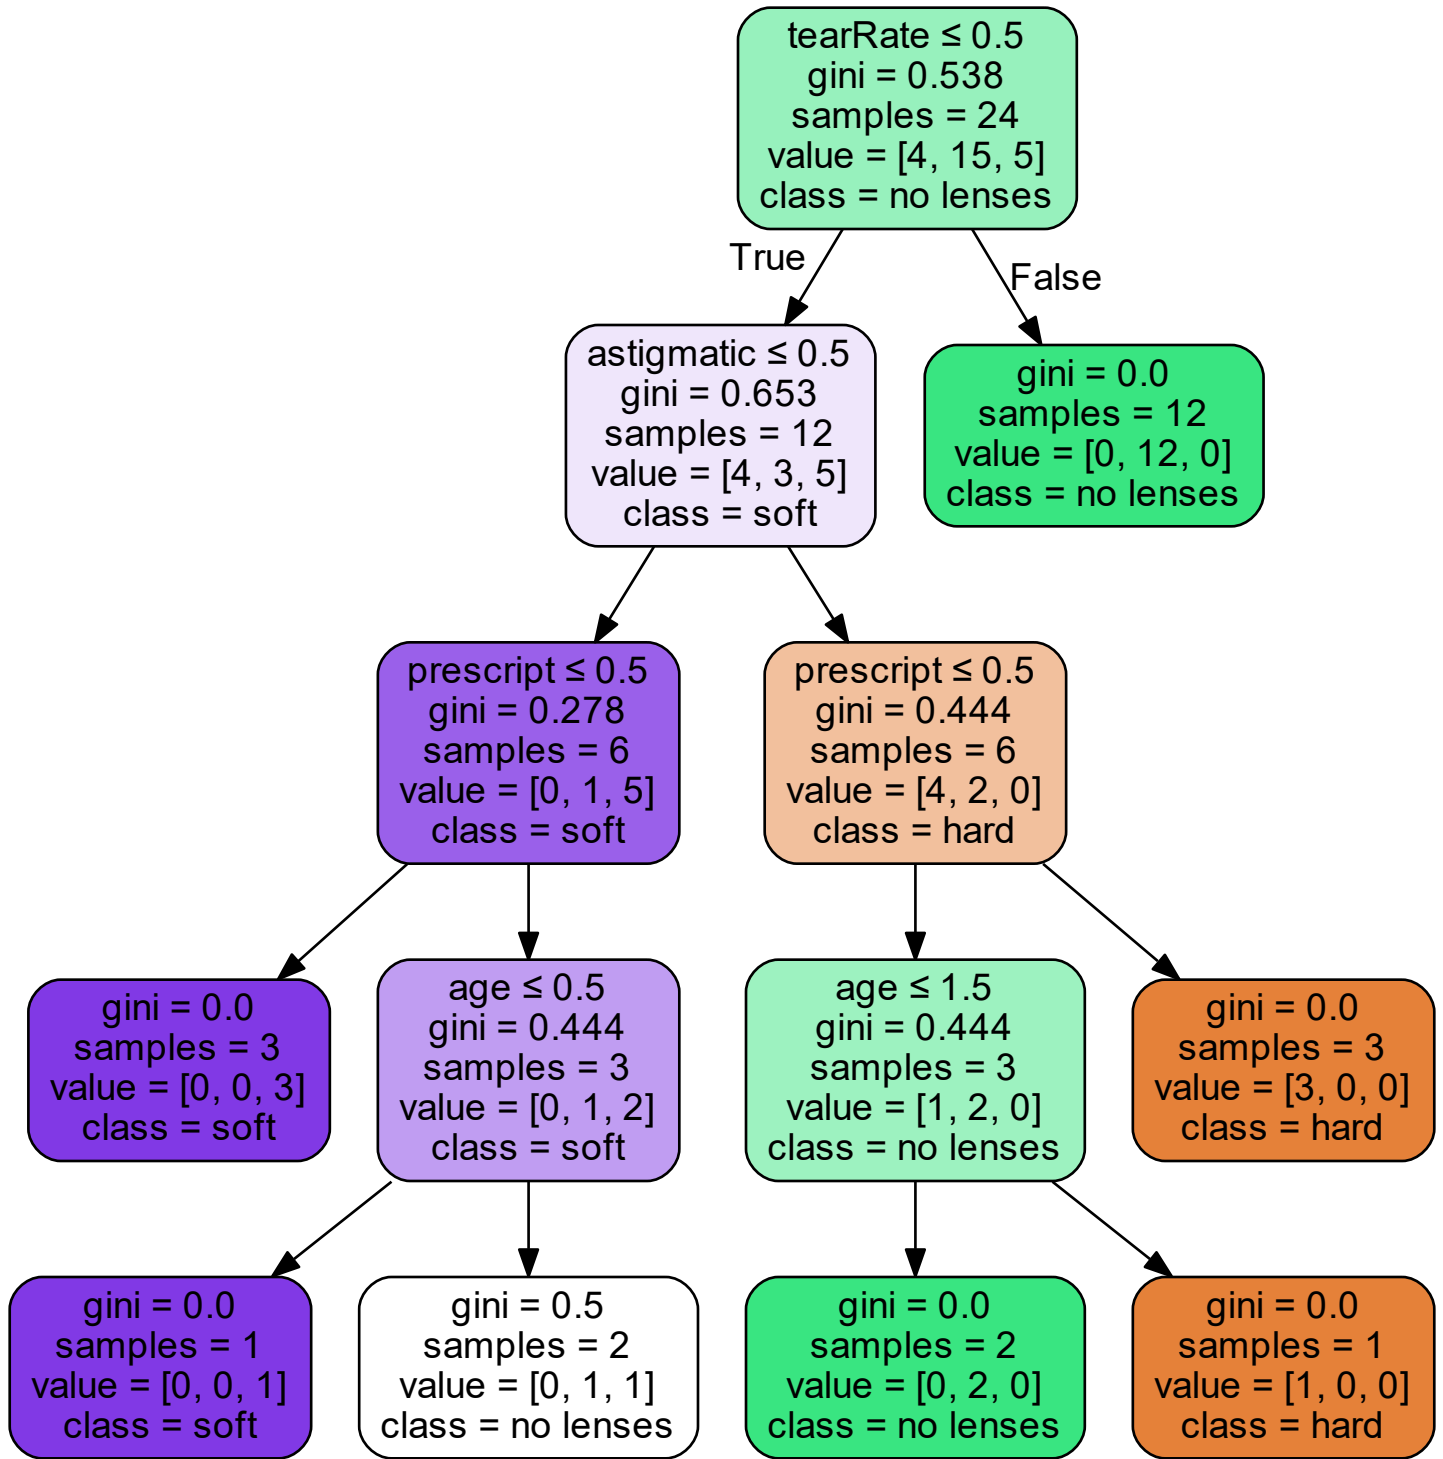 tearRate ≤ 0.5
gini = 0.538
samples = 24
value = [4, 15, 5]
class = no lenses
True
False
astigmatic ≤ 0.5
gini = 0.653
samples = 12
value = [4, 3, 5]
class = soft
gini = 0.0
samples = 12
value = [0, 12, 0]
class = no lenses
prescript ≤ 0.5
gini = 0.278
samples = 6
value = [0, 1, 5]
class = soft
prescript ≤ 0.5
gini = 0.444
samples = 6
value = [4, 2, 0]
class = hard
gini = 0.0
samples = 3
value = [0, 0, 3]
class = soft
age ≤ 0.5
gini = 0.444
samples = 3
value = [0, 1, 2]
class = soft
age ≤ 1.5
gini = 0.444
samples = 3
value = [1, 2, 0]
class = no lenses
gini = 0.0
samples = 3
value = [3, 0, 0]
class = hard
gini = 0.0
samples = 1
value = [0, 0, 1]
class = soft
gini = 0.5
samples = 2
value = [0, 1, 1]
class = no lenses
gini = 0.0
samples = 2
value = [0, 2, 0]
class = no lenses
gini = 0.0
samples = 1
value = [1, 0, 0]
class = hard